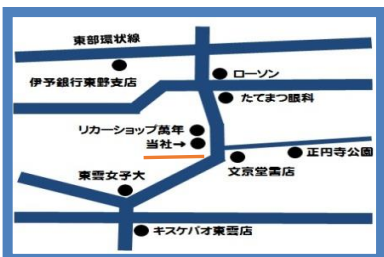 東部環状線
ローソン
伊予銀行東野支店
たてまつ眼科
リカーショップ萬年
当社→
正円寺公園
文京堂書店
東雲女子大
キスケパオ東雲店